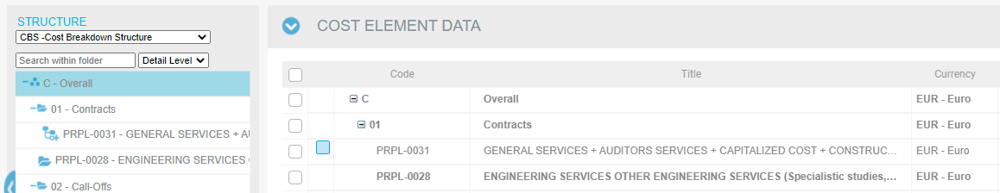 STRUCTURE
CBS -Cost Breakdown Structure
Search within folder Detail Level
C - Overall
01 - Contracts
PRPL-0031 - GENERAL SERVICES + AU
PRPL-0028 - ENGINEERING SERVICES
02 - Call-Offs
COST ELEMENT DATA
Code Title Currency
C Overall EUR - Euro
01 Contracts EUR - Euro
PRPL-0031 GENERAL SERVICES + AUDITORS SERVICES + CAPITALIZED COST + CONSTRUC... EUR - Euro
PRPL-0028 ENGINEERING SERVICES OTHER ENGINEERING SERVICES (Specialistic studies,... EUR - Euro